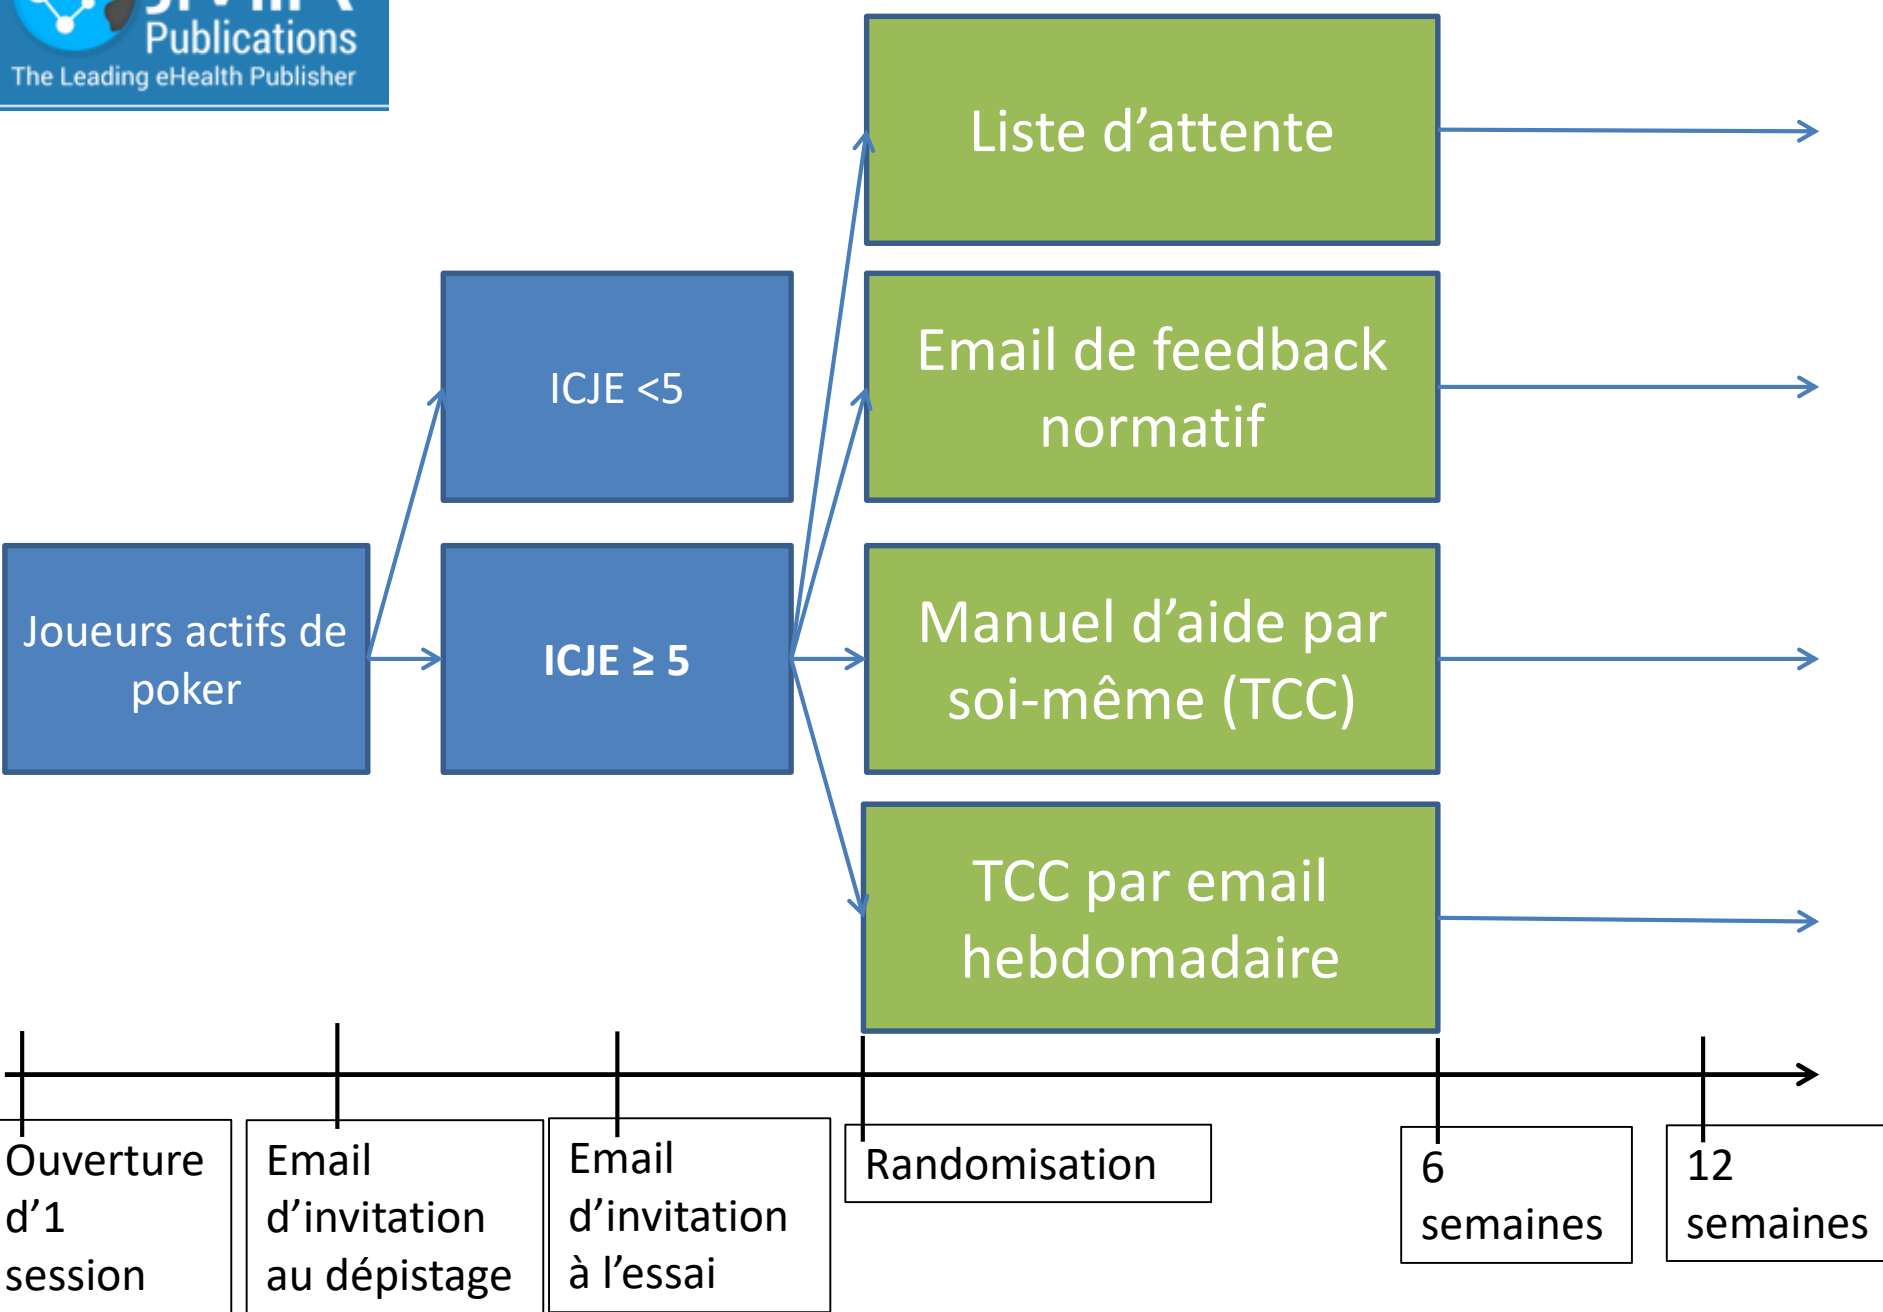 Publications
The Leading eHealth Publisher
Liste d’attente
ICJE <5
Email de feedback
normatif
Joueurs actifs de
poker
ICJE ≥ 5
Manuel d’aide par
soi-même (TCC)
TCC par email
hebdomadaire
Ouverture
d’1
session
Email
d’invitation
au dépistage
Email
d’invitation
à l’essai
Randomisation
6
semaines
12
semaines